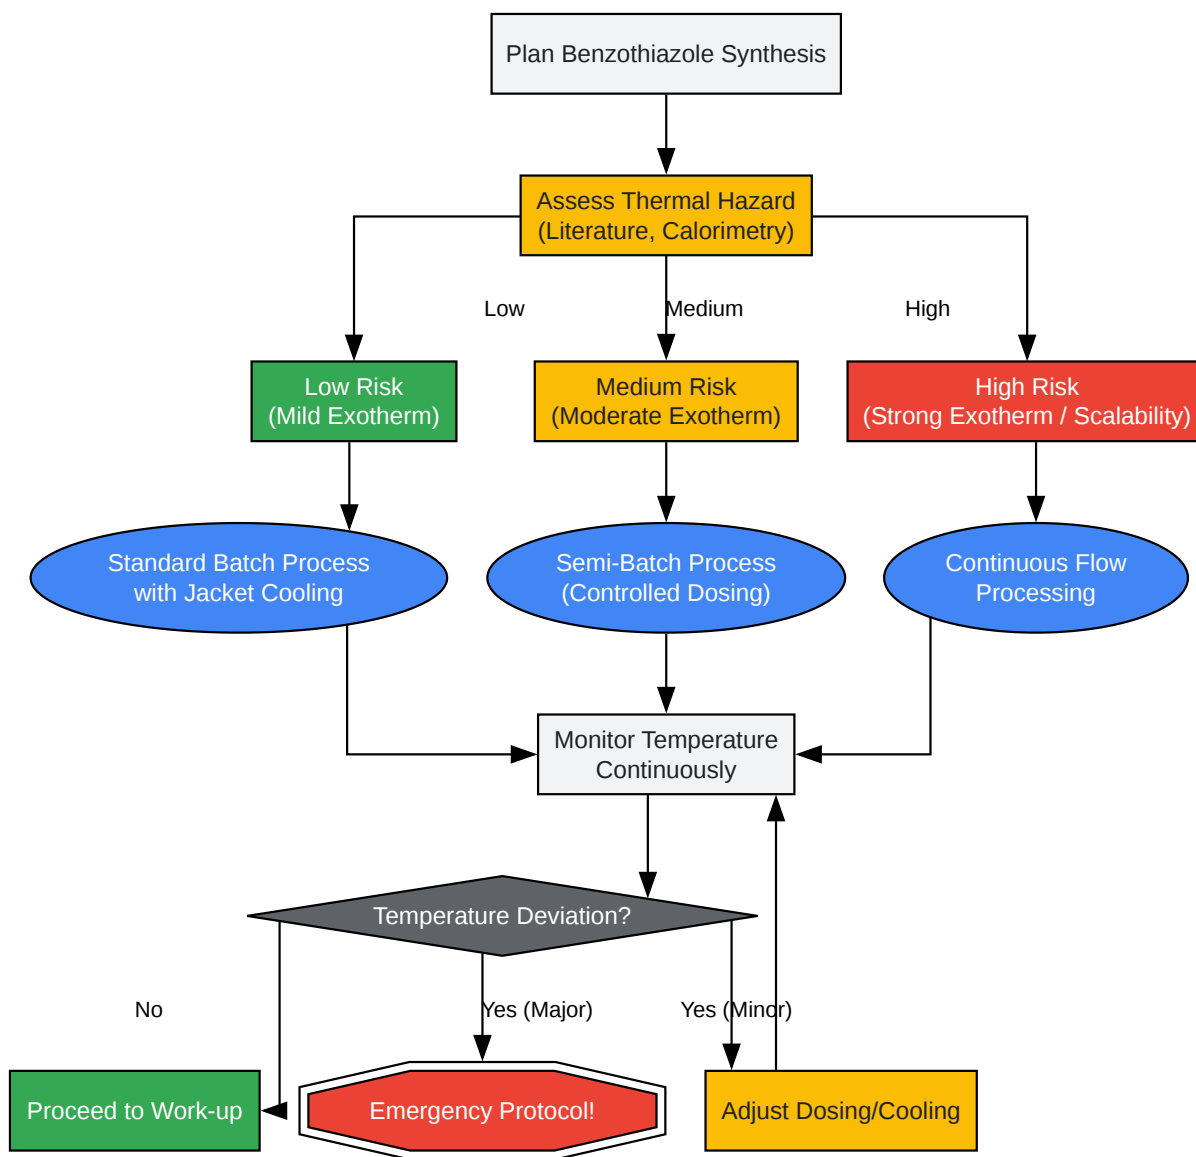 Plan Benzothiazole Synthesis
Assess Thermal Hazard
(Literature, Calorimetry)
Low
Medium
High
Low Risk
(Mild Exotherm)
Medium Risk
(Moderate Exotherm)
High Risk
(Strong Exotherm / Scalability)
Standard Batch Process
with Jacket Cooling
Semi-Batch Process
(Controlled Dosing)
Continuous Flow
Processing
Monitor Temperature
Continuously
Temperature Deviation?
No
Yes (Major)
Yes (Minor)
Proceed to Work-up
Emergency Protocol!
Adjust Dosing/Cooling